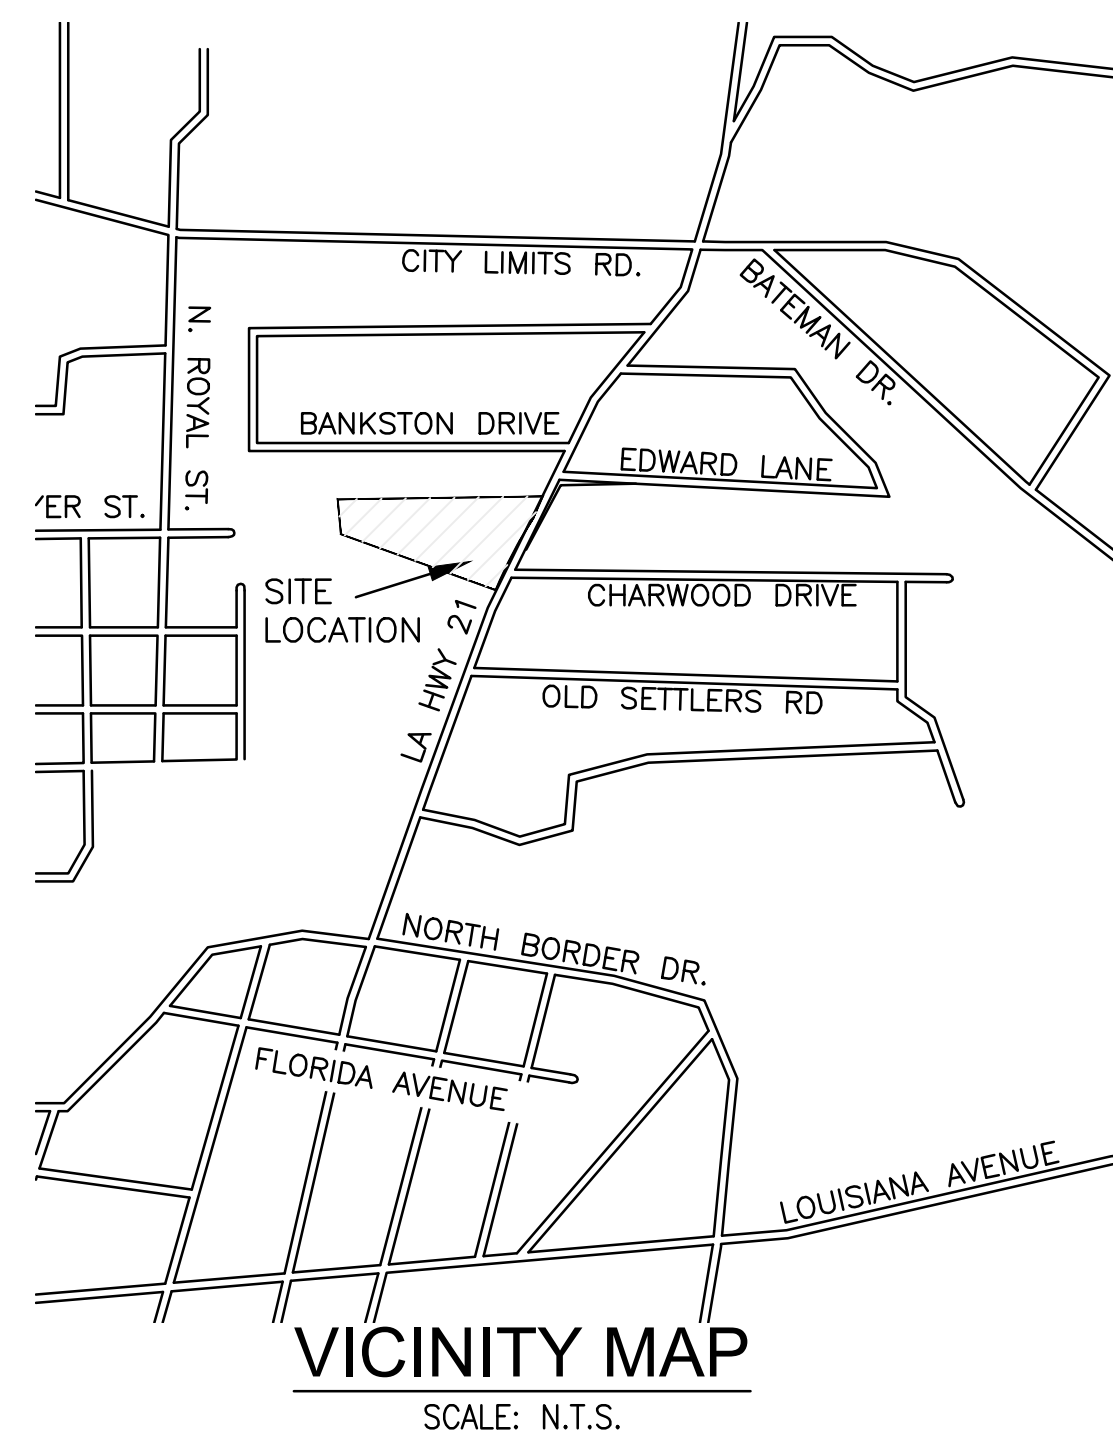 CITY LIMITS RD.
BATEMAN DR.
N. ROYAL ST.
BANKSTON DRIVE
EDWARD LANE
YER ST.
SITE
LOCATION
CHARWOOD DRIVE
LA HWY 21
OLD SETTLERS RD
NORTH BORDER DR.
FLORIDA AVENUE
LOUISIANA AVENUE
VICINITY MAP
SCALE: N.T.S.